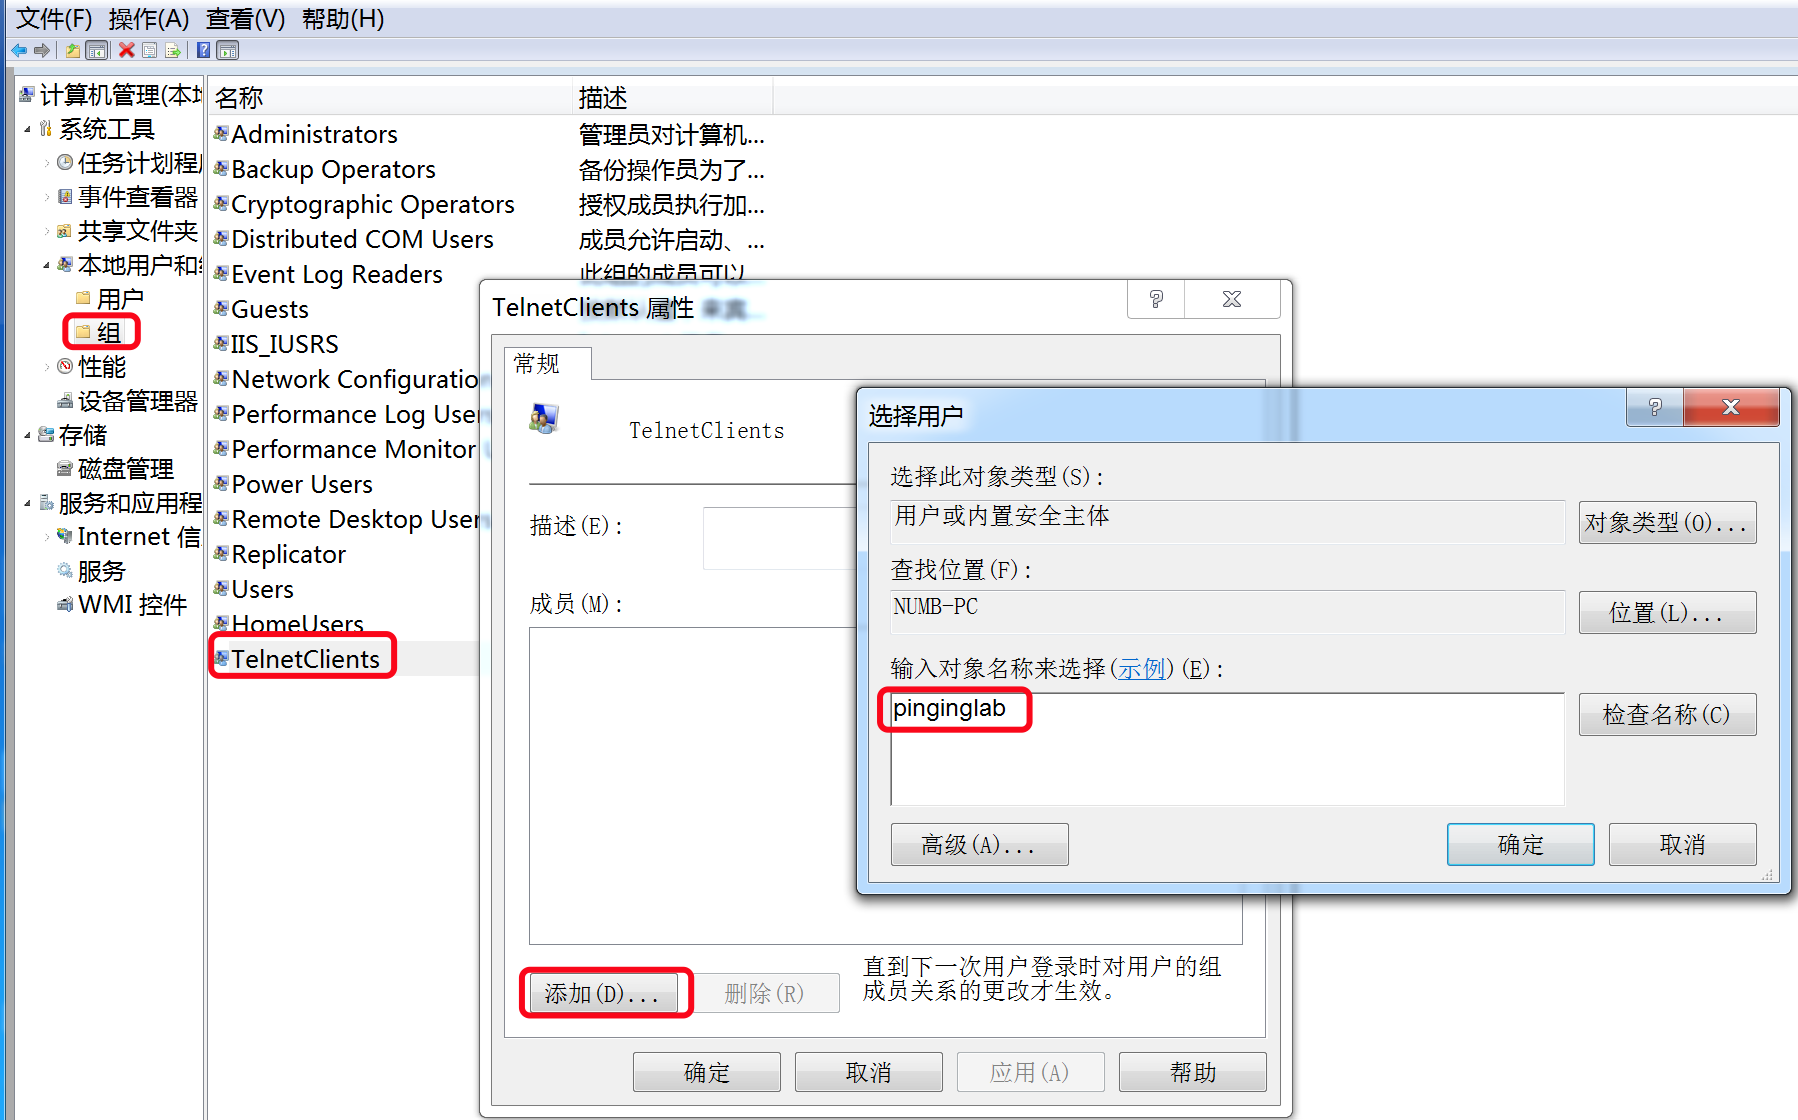 文件(F) 操作(A) 查看(V) 帮助(H)
计算机管理(本
系统工具
任务计划程
事件查看器
共享文件夹
本地用户和
用户
组
性能
设备管理器
存储
磁盘管理
服务和应用程
Internet 信
服务
WMI 控件
名称 描述
Administrators 管理员对计算机...
Backup Operators 备份操作员为了...
Cryptographic Operators 授权成员执行加...
Distributed COM Users 成员允许启动、...
Event Log Readers 此组的成员可以...
Guests
IIS_IUSRS
Network Configuratio
Performance Log User
Performance Monitor
Power Users
Remote Desktop User
Replicator
Users
HomeUsers
TelnetClients
TelnetClients 属性
常规
TelnetClients
描述(E):
成员(M):
添加(D)... 删除(R)
直到下一次用户登录时对用户的组
成员关系的更改才生效。
确定 取消 应用(A) 帮助
选择用户
选择此对象类型(S):
用户或内置安全主体 对象类型(O)...
查找位置(F):
NUMB-PC 位置(L)...
输入对象名称来选择(示例)(E):
pinginglab 检查名称(C)
高级(A)... 确定 取消